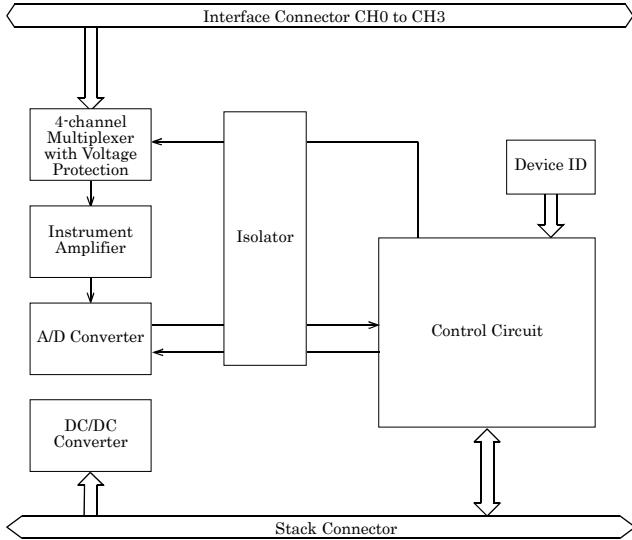 Interface Connector CH0 to CH3
4-channel
Multiplexer
with Voltage
Protection
Device ID
Instrument
Amplifier
Isolator
A/D Converter
Control Circuit
DC/DC
Converter
Stack Connector